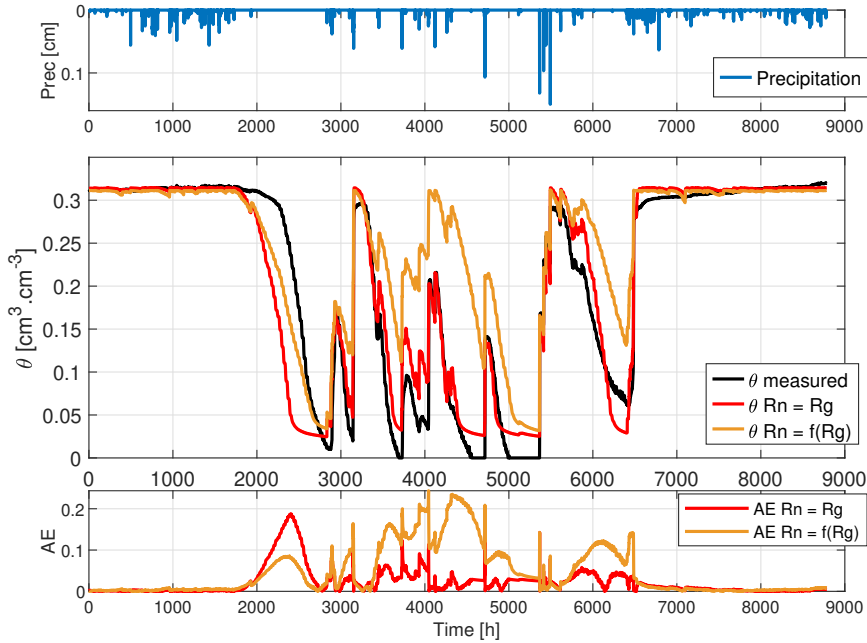 Prec [cm]
0
0.1
Precipitation
0 1000 2000 3000 4000 5000 6000 7000 8000 9000
θ [cm³.cm⁻³]
0.3
0.25
0.2
0.15
0.1
0.05
0
θ measured
θ Rn = Rg
θ Rn = f(Rg)
0 1000 2000 3000 4000 5000 6000 7000 8000 9000
AE
0.2
0.1
0
AE Rn = Rg
AE Rn = f(Rg)
0 1000 2000 3000 4000 5000 6000 7000 8000 9000
Time [h]